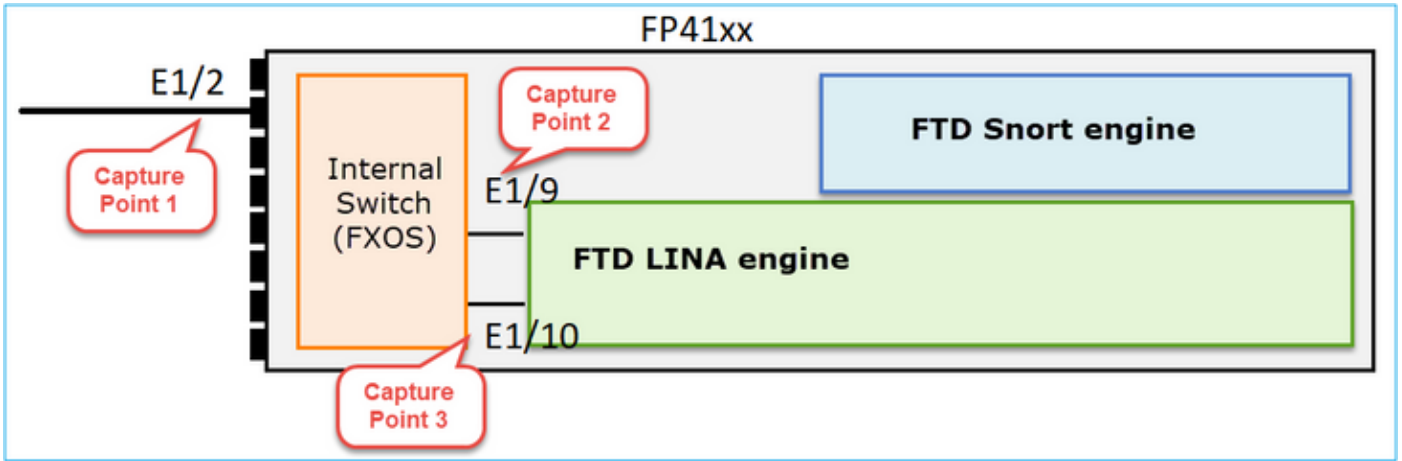 FP41xx
E1/2
Capture
Point 1
Internal
Switch
(FXOS)
Capture
Point 2
E1/9
FTD Snort engine
FTD LINA engine
E1/10
Capture
Point 3